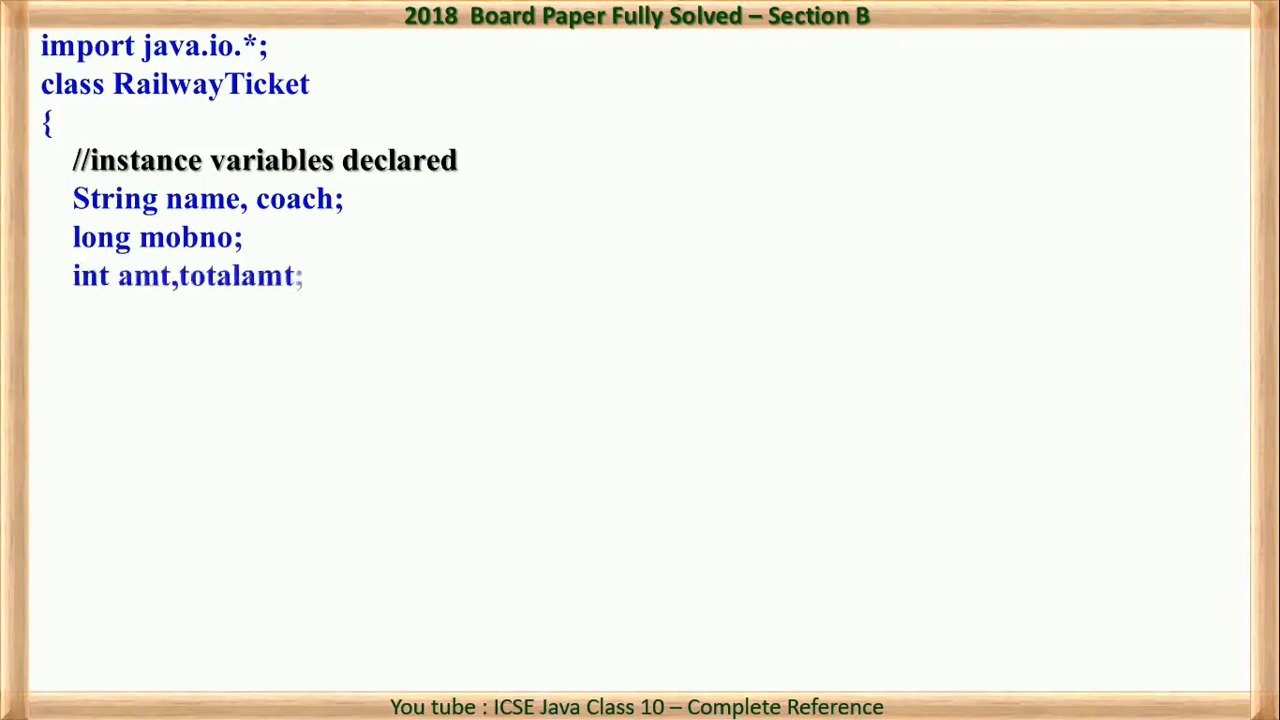 2018 Board Paper Fully Solved – Section B
import java.io.*;
class RailwayTicket
{
//instance variables declared
String name, coach;
long mobno;
int amt,totalamt;
You tube : ICSE Java Class 10 – Complete Reference